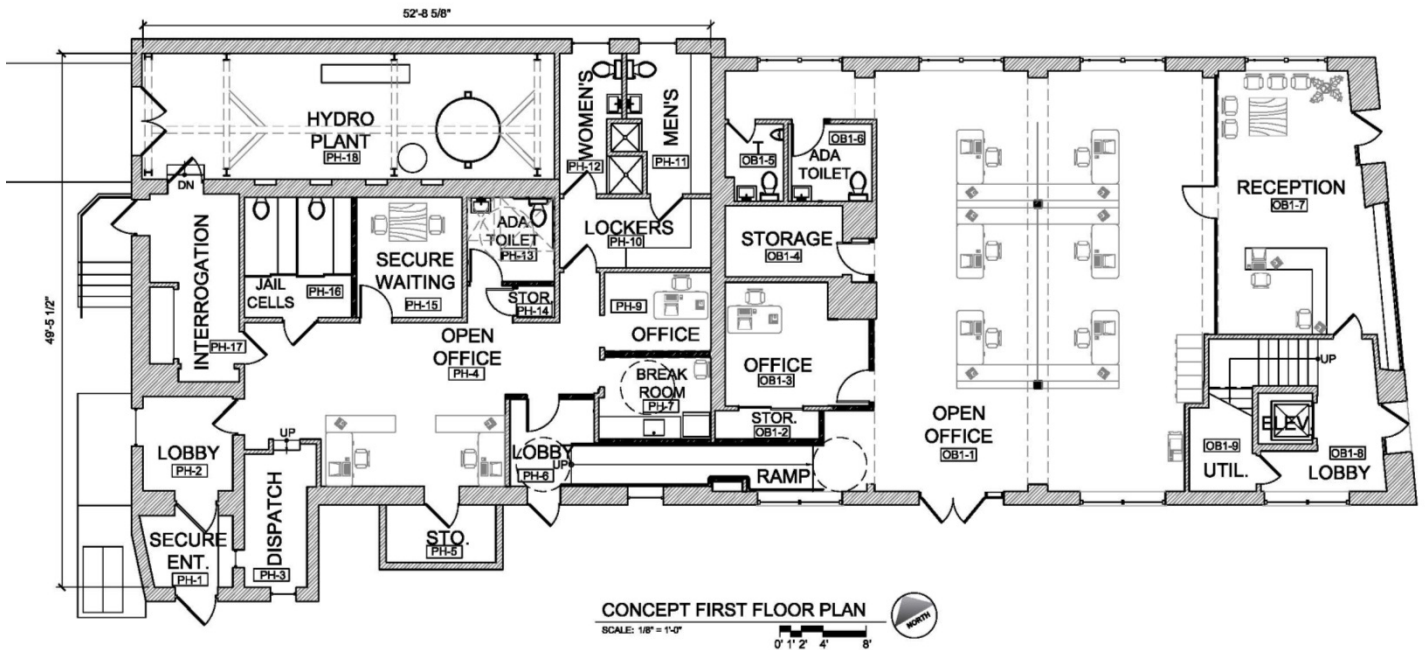 52'-8 5/8"
49'-5 1/2"
HYDRO
PLANT
PH-18
DN
WOMEN'S
PH-12
MEN'S
PH-11
T
OB1-5
OB1-6
ADA
TOILET
RECEPTION
OB1-7
INTERROGATION
PH-17
JAIL
CELLS
PH-16
SECURE
WAITING
PH-15
ADA
TOILET
PH-13
STOR.
PH-14
LOCKERS
PH-10
STORAGE
OB1-4
PH-9
OFFICE
OPEN
OFFICE
PH-4
BREAK
ROOM
PH-7
OFFICE
OB1-3
STOR.
OB1-2
OPEN
OFFICE
OB1-1
UP
ELEV.
OB1-9
UTIL.
OB1-8
LOBBY
LOBBY
PH-2
UP
DISPATCH
PH-3
LOBBY
PH-6
UP
RAMP
SECURE
ENT.
PH-1
STO.
PH-5
CONCEPT FIRST FLOOR PLAN
SCALE: 1/8" = 1'-0"
0' 1' 2' 4' 8'
NORTH